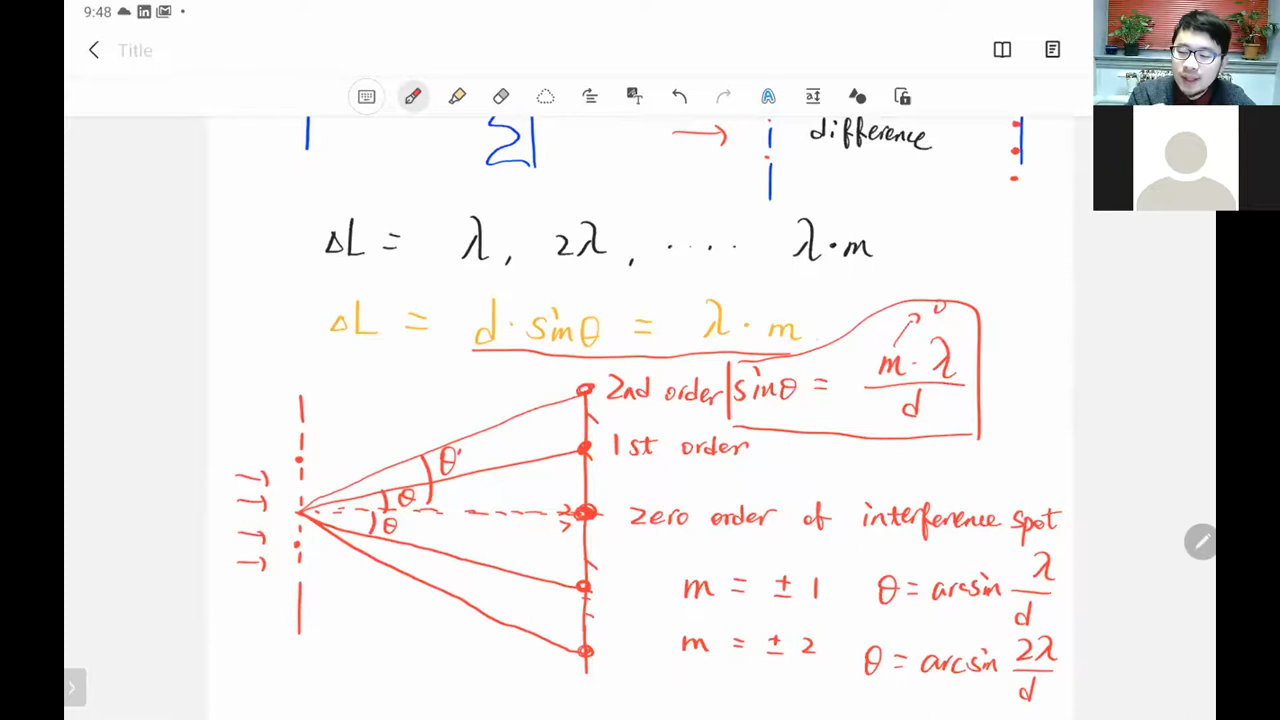 9:48
Title
difference
ΔL = λ, 2λ, .... λ·m
ΔL = d·sinθ = λ·m
sinθ = m·λ / d
0
2nd order
1st order
θ'
θ
θ
zero order of interference spot
m = ± 1 θ = arcsin λ/d
m = ± 2 θ = arcsin 2λ/d